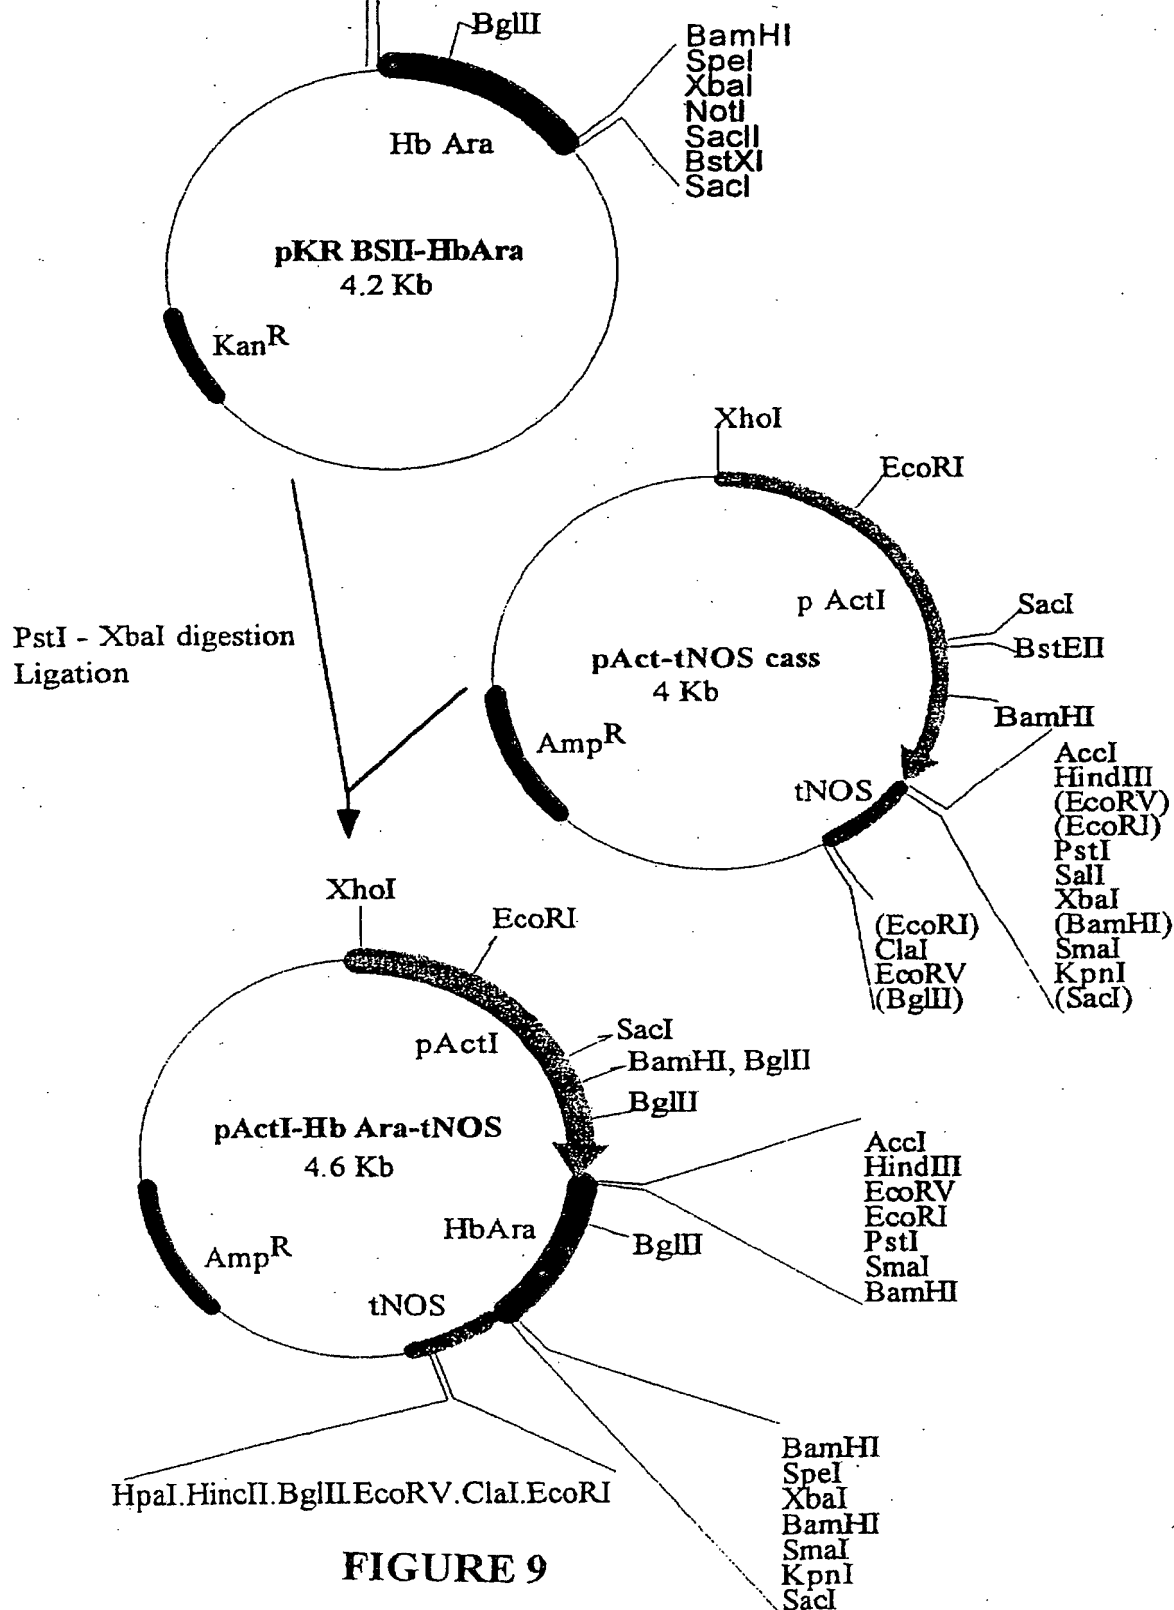 BglII
BamHI
SpeI
XbaI
NotI
SacII
BstXI
SacI
Hb Ara
pKR BSII-HbAra
4.2 Kb
KanR
XhoI
EcoRI
p ActI
SacI
BstEII
PstI - XbaI digestion
Ligation
pAct-tNOS cass
4 Kb
BamHI
AmpR
tNOS
AccI
HindIII
(EcoRV)
(EcoRI)
PstI
SalI
XbaI
(BamHI)
SmaI
KpnI
(SacI)
(EcoRI)
ClaI
EcoRV
(BglII)
XhoI
EcoRI
pActI
SacI
BamHI, BglII
BglII
pActI-Hb Ara-tNOS
4.6 Kb
AccI
HindIII
EcoRV
EcoRI
PstI
SmaI
BamHI
HbAra
BglII
AmpR
tNOS
HpaI.HincII.BglII.EcoRV.ClaI.EcoRI
BamHI
SpeI
XbaI
BamHI
SmaI
KpnI
SacI
FIGURE 9